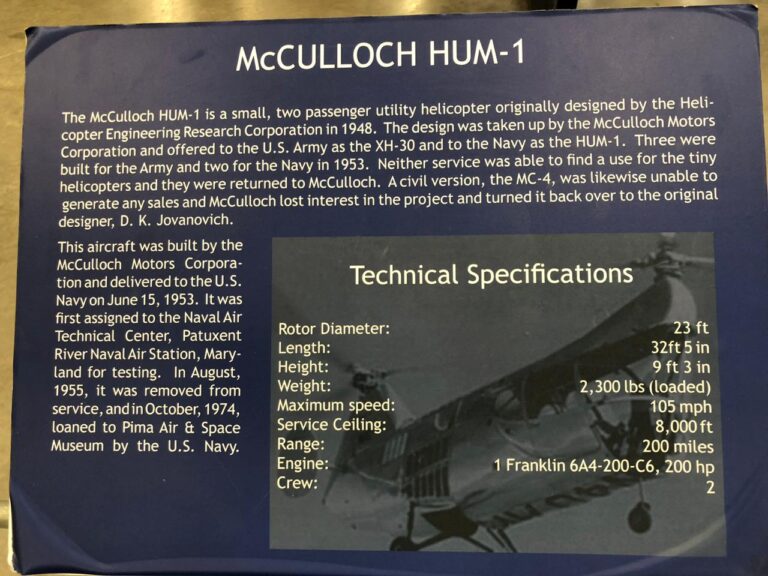 McCULLOCH HUM-1
The McCulloch HUM-1 is a small, two passenger utility helicopter originally designed by the Heli-
copter Engineering Research Corporation in 1948. The design was taken up by the McCulloch Motors
Corporation and offered to the U.S. Army as the XH-30 and to the Navy as the HUM-1. Three were
built for the Army and two for the Navy in 1953. Neither service was able to find a use for the tiny
helicopters and they were returned to McCulloch. A civil version, the MC-4, was likewise unable to
generate any sales and McCulloch lost interest in the project and turned it back over to the original
designer, D. K. Jovanovich.
This aircraft was built by the
McCulloch Motors Corpora-
tion and delivered to the U.S.
Navy on June 15, 1953. It was
first assigned to the Naval Air
Technical Center, Patuxent
River Naval Air Station, Mary-
land for testing. In August,
1955, it was removed from
service, and in October, 1974,
loaned to Pima Air & Space
Museum by the U.S. Navy.
Technical Specifications
Rotor Diameter: 23 ft
Length: 32ft 5 in
Height: 9 ft 3 in
Weight: 2,300 lbs (loaded)
Maximum speed: 105 mph
Service Ceiling: 8,000 ft
Range: 200 miles
Engine: 1 Franklin 6A4-200-C6, 200 hp
Crew: 2